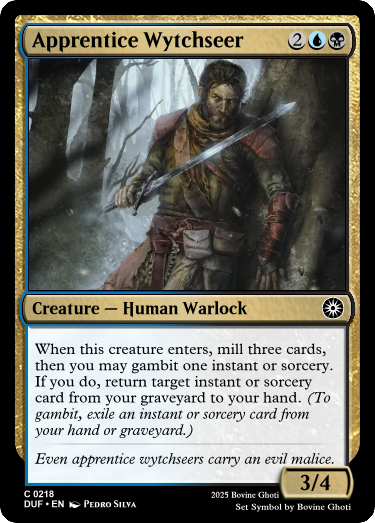 Apprentice Wytchseer 2
Creature — Human Warlock
When this creature enters, mill three cards,
then you may gambit one instant or sorcery.
If you do, return target instant or sorcery
card from your graveyard to your hand. (To
gambit, exile an instant or sorcery card from
your hand or graveyard.)
Even apprentice wytchseers carry an evil malice.
3/4
C 0218
DUF • EN Pedro Silva
2025 Bovine Ghoti
Set Symbol by Bovine Ghoti